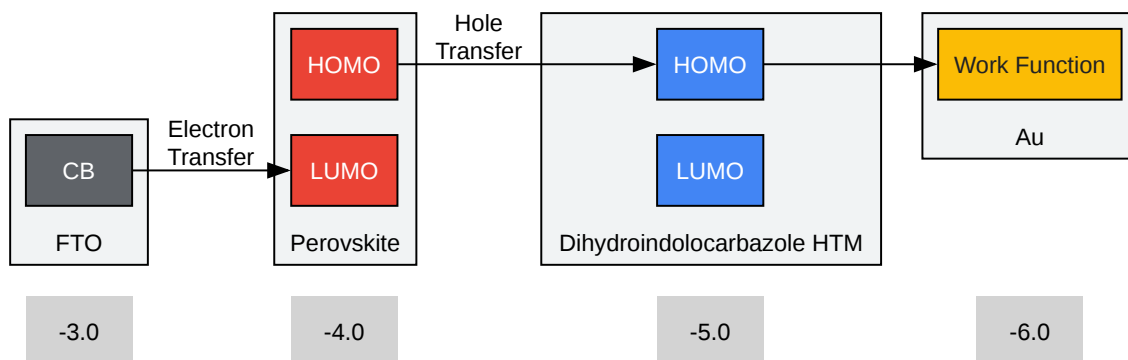 Hole
Transfer
HOMO
HOMO
Work Function
Electron
Transfer
CB
LUMO
LUMO
Au
FTO
Perovskite
Dihydroindolocarbazole HTM
-3.0
-4.0
-5.0
-6.0